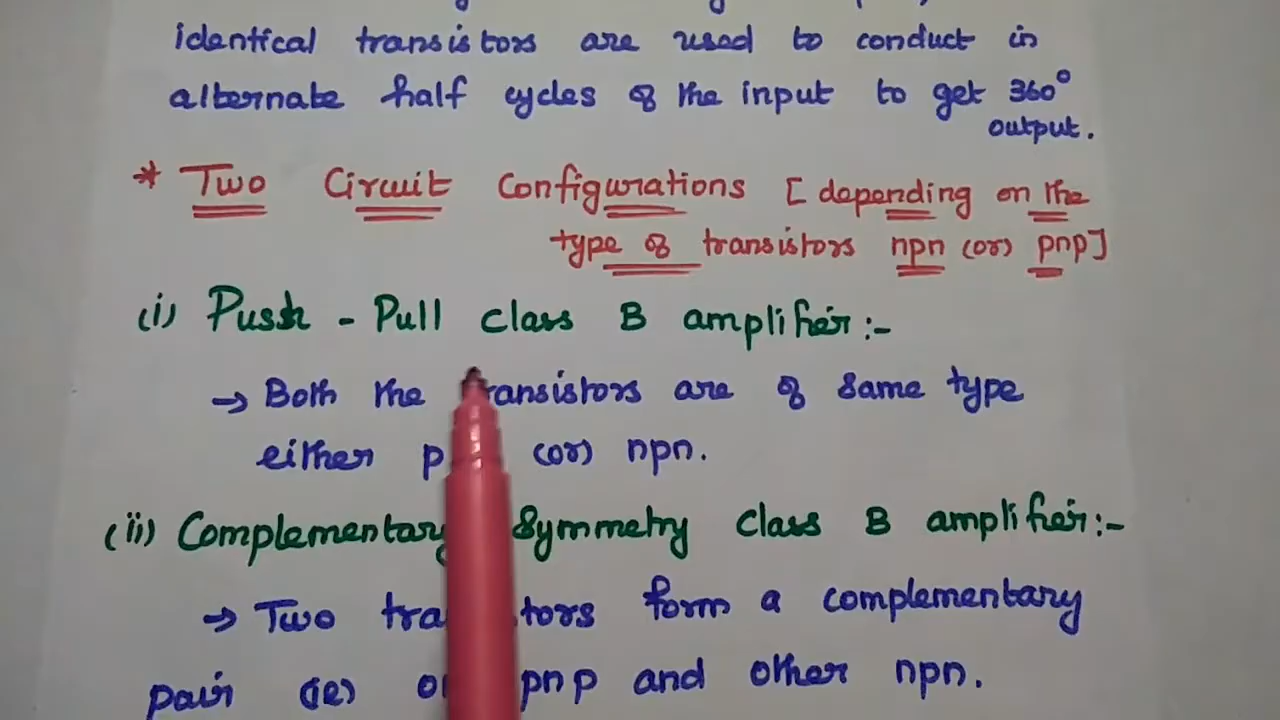 identical transistors are used to conduct in
alternate half cycles of the input to get 360°
output.
* Two Circuit Configurations [depending on the
type of transistors npn (or) pnp]
(i) Push - Pull class B amplifier:-
→ Both the transistors are of same type
either p (or) npn.
(ii) Complementary Symmetry Class B amplifier:-
→ Two tra tors form a complementary
pair (ie) o pnp and other npn.